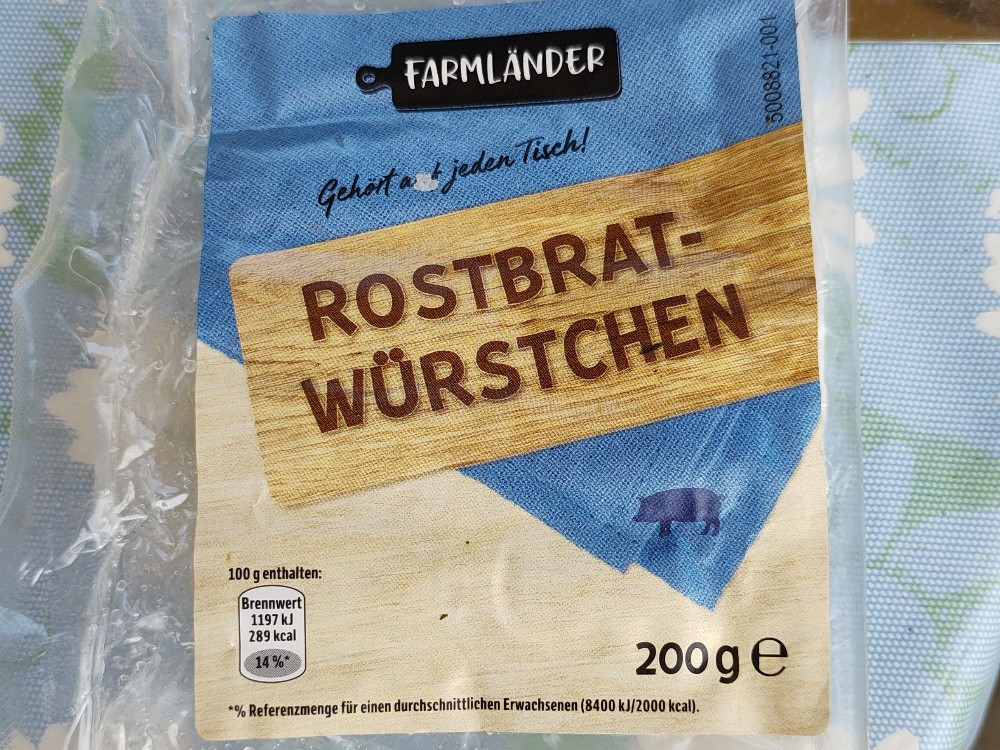 FARMLÄNDER
5008821-001
Gehört jeden Tisch!
ROSTBRAT-
WÜRSTCHEN
100 g enthalten:
Brennwert
1197 kJ
289 kcal
14 %*
200 g e
*% Referenzmenge für einen durchschnittlichen Erwachsenen (8400 kJ/2000 kcal).